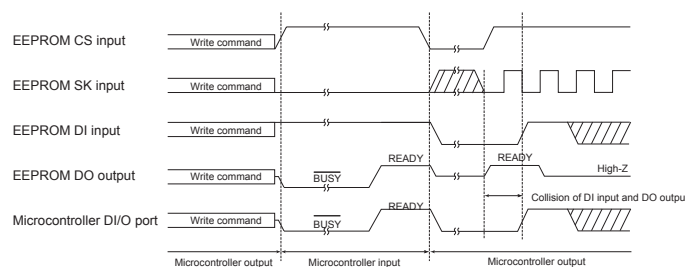 EEPROM CS input
Write command
EEPROM SK input
Write command
EEPROM DI input
Write command
READY
READY
EEPROM DO output
Write command
BUSY
High-Z
Collision of DI input and DO outpu
READY
Microcontroller DI/O port
Write command
BUSY
Microcontroller output
Microcontroller input
Microcontroller output